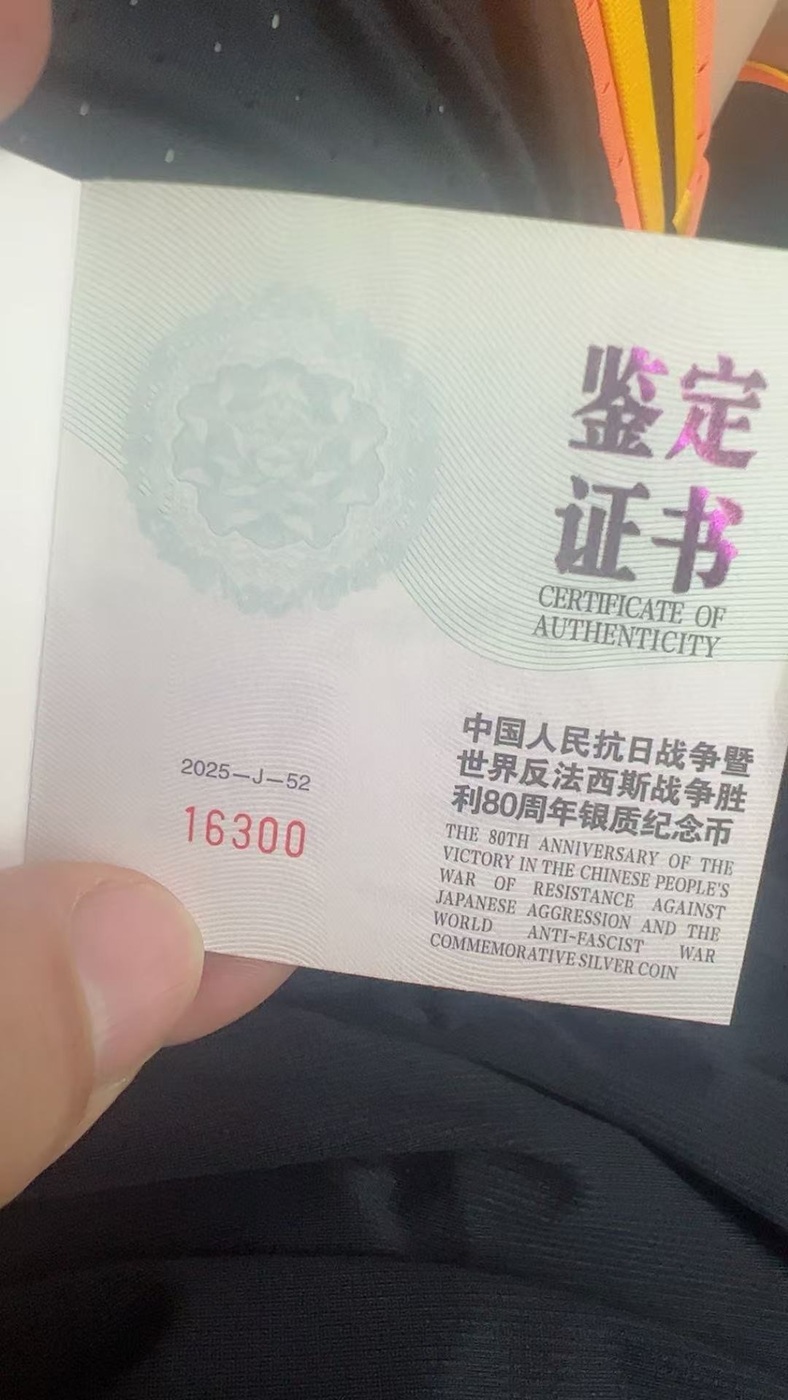 鉴定
证书
CERTIFICATE OF
AUTHENTICITY
中国人民抗日战争暨
世界反法西斯战争胜
利80周年银质纪念币
THE 80TH ANNIVERSARY OF THE
VICTORY IN THE CHINESE PEOPLE'S
WAR OF RESISTANCE AGAINST
JAPANESE AGGRESSION AND THE
WORLD ANTI-FASCIST WAR
COMMEMORATIVE SILVER COIN
2025—J—52
16300